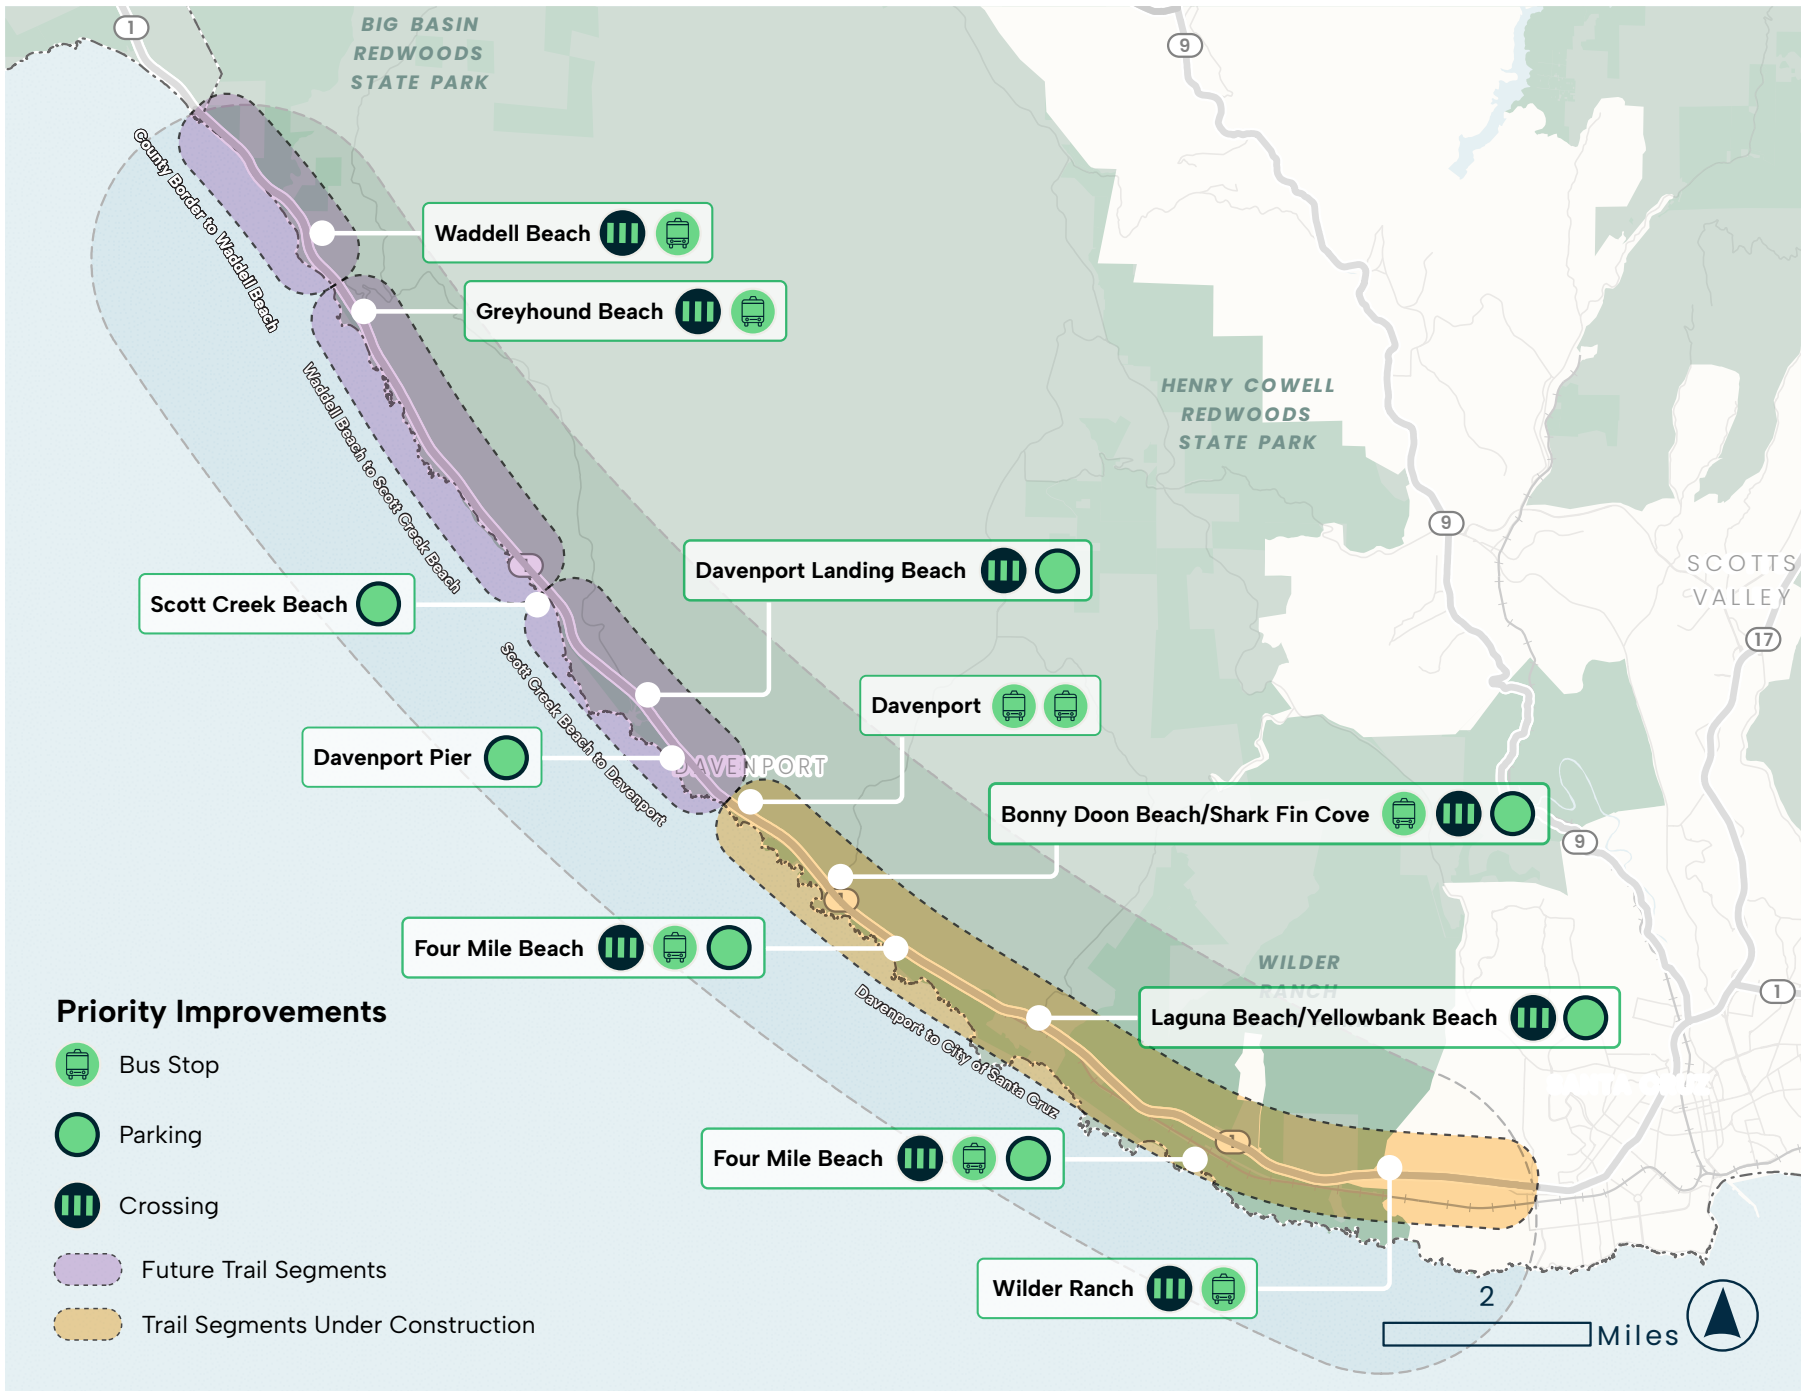 1
BIG BASIN
REDWOODS
STATE PARK
9
County Border to Waddell Beach
Waddell Beach
Greyhound Beach
Waddell Beach to Scott Creek Beach
HENRY COWELL
REDWOODS
STATE PARK
9
SCOTTS
VALLEY
17
Davenport Landing Beach
Scott Creek Beach
Scott Creek Beach to Davenport
Davenport
Davenport Pier
DAVENPORT
Bonny Doon Beach/Shark Fin Cove
9
Four Mile Beach
WILDER
RANCH
1
Davenport to City of Santa Cruz
Laguna Beach/Yellowbank Beach
SANTA CRUZ
Four Mile Beach
1
Wilder Ranch
Priority Improvements
Bus Stop
Parking
Crossing
Future Trail Segments
Trail Segments Under Construction
2
Miles